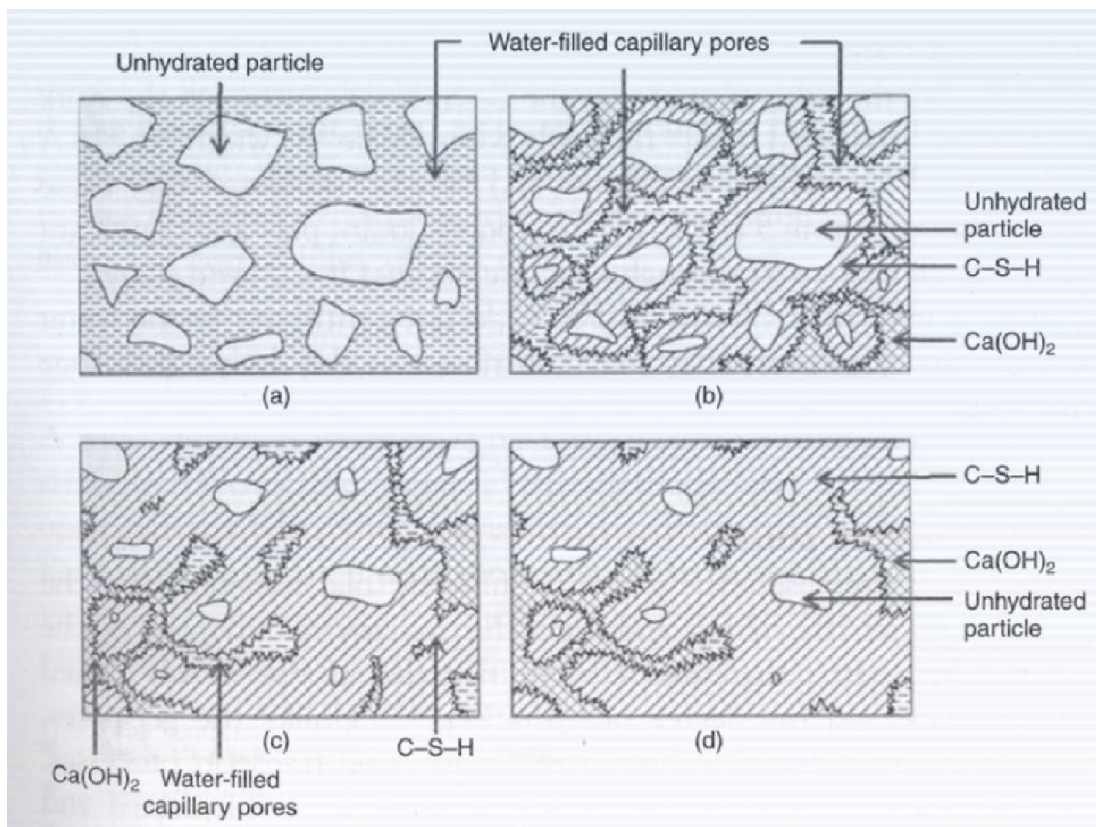 Water-filled capillary pores
Unhydrated particle
Unhydrated
particle
C–S–H
Ca(OH)₂
(a)
(b)
C–S–H
Ca(OH)₂
Unhydrated
particle
(c)
(d)
C–S–H
Ca(OH)₂
Water-filled
capillary pores